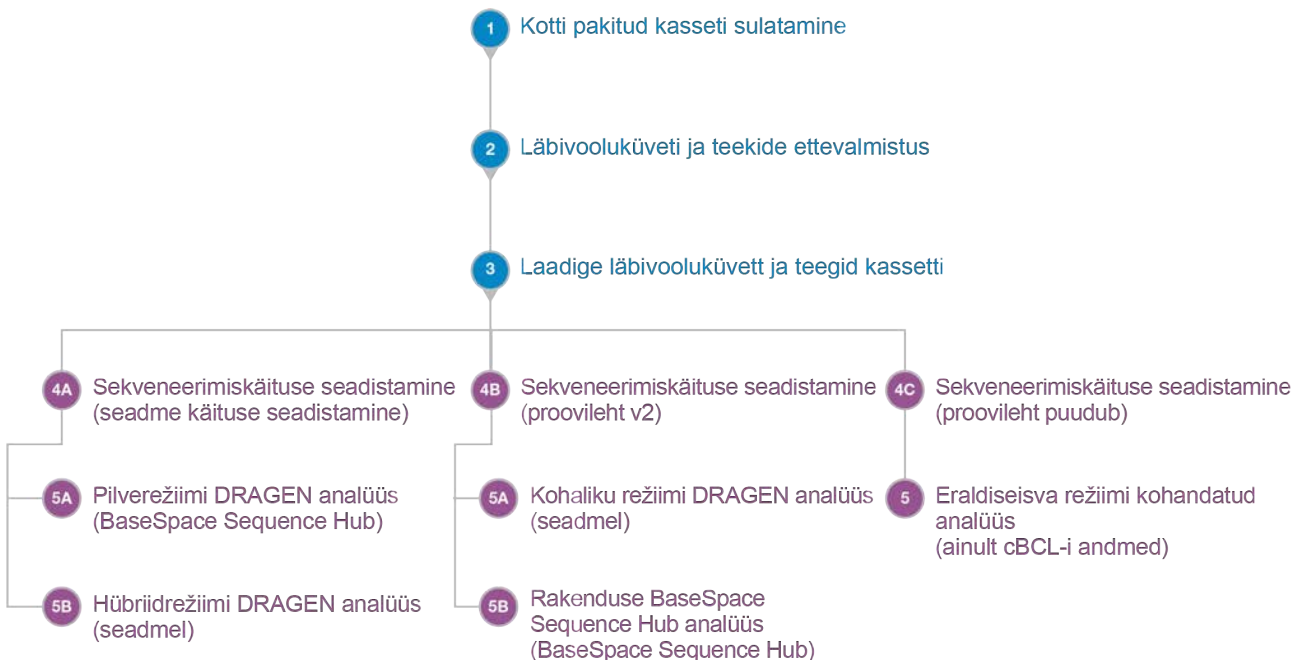 1 Kotti pakitud kasseti sulatamine
2 Läbivooluküveti ja teekide ettevalmistus
3 Laadige läbivooluküvett ja teegid kassetti
4A Sekveneerimiskäituse seadistamine
(seadme käituse seadistamine)
5A Pilverežiimi DRAGEN analüüs
(BaseSpace Sequence Hub)
5B Hübriidrežiimi DRAGEN analüüs
(seadmel)
4B Sekveneerimiskäituse seadistamine
(proovileht v2)
5A Kohaliku režiimi DRAGEN analüüs
(seadmel)
5B Rakenduse BaseSpace
Sequence Hub analüüs
(BaseSpace Sequence Hub)
4C Sekveneerimiskäituse seadistamine
(proovileht puudub)
5 Eraldiseisva režiimi kohandatud
analüüs
(ainult cBCL-i andmed)